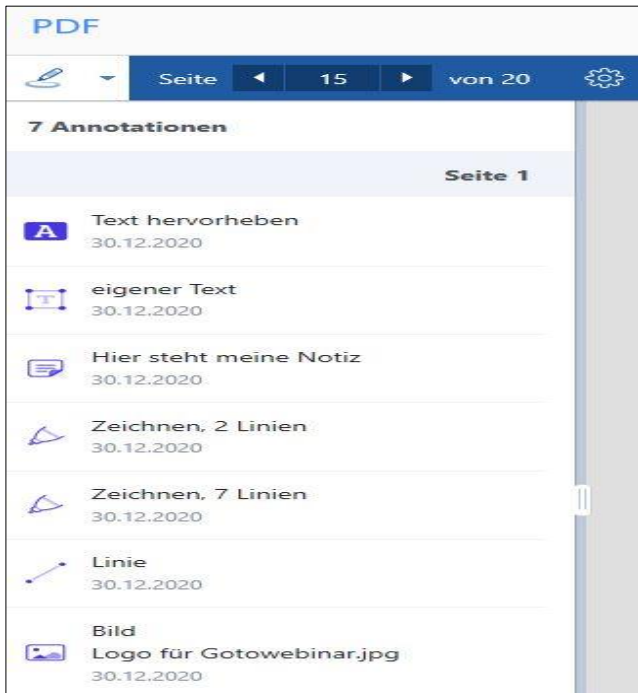 PDF
Seite 15 von 20
7 Annotationen
Seite 1
A Text hervorheben
30.12.2020
T eigener Text
30.12.2020
Hier steht meine Notiz
30.12.2020
Zeichnen, 2 Linien
30.12.2020
Zeichnen, 7 Linien
30.12.2020
Linie
30.12.2020
Bild
Logo für Gotowebinar.jpg
30.12.2020